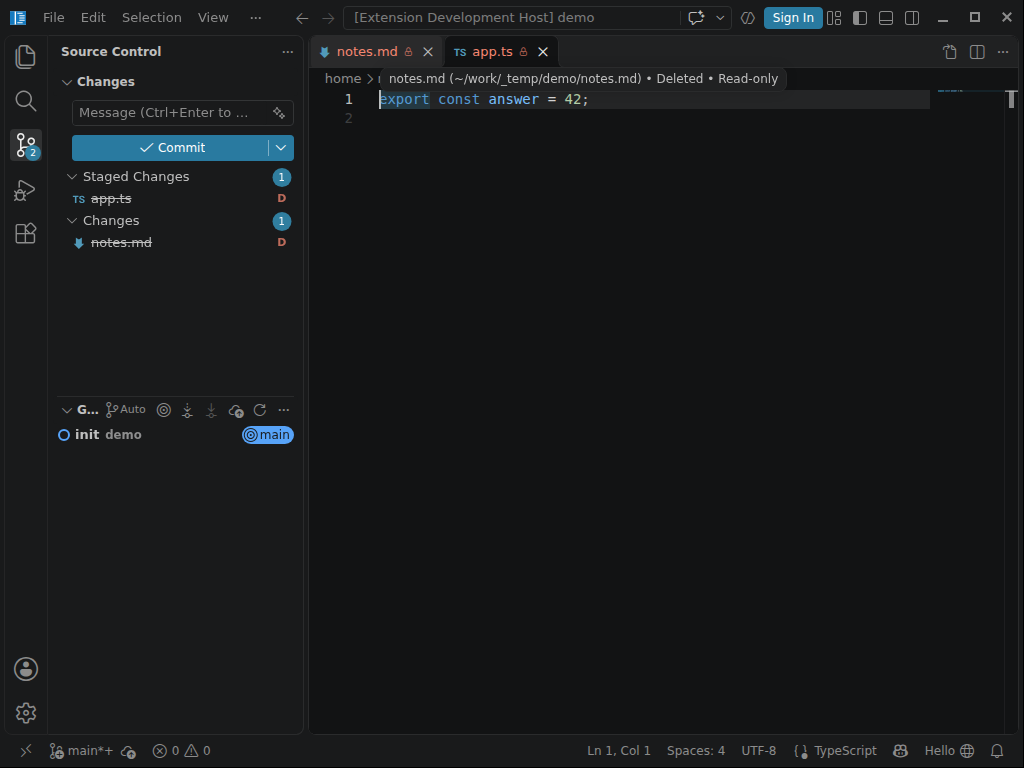 File Edit Selection View ··· [Extension Development Host] demo Sign In
Source Control
notes.md
TS app.ts
Changes
home
notes.md (~/work/_temp/demo/notes.md) • Deleted • Read-only
Message (Ctrl+Enter to ...
1 export const answer = 42;
2
Commit
Staged Changes 1
TS app.ts D
Changes 1
notes.md D
2
G... Auto
init demo main
main*+ 0 0 Ln 1, Col 1 Spaces: 4 UTF-8 {} TypeScript Hello